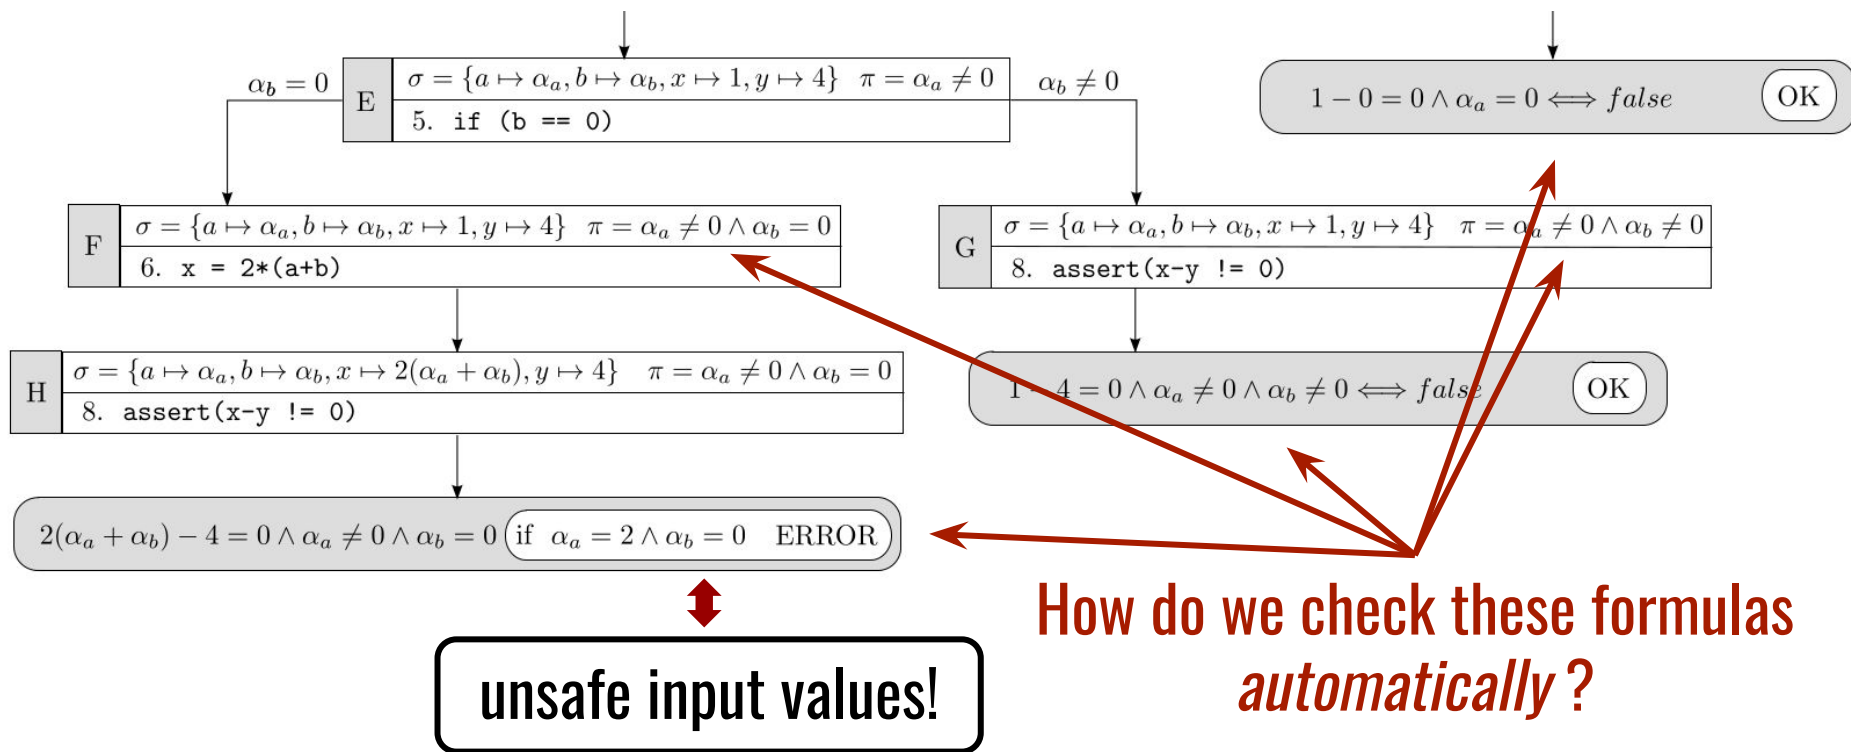 α_b = 0
E
σ = {a ↦ α_a, b ↦ α_b, x ↦ 1, y ↦ 4} π = α_a ≠ 0
5. if (b == 0)
α_b ≠ 0
1 − 0 = 0 ∧ α_a = 0 ⟺ false
OK
F
σ = {a ↦ α_a, b ↦ α_b, x ↦ 1, y ↦ 4} π = α_a ≠ 0 ∧ α_b = 0
6. x = 2*(a+b)
G
σ = {a ↦ α_a, b ↦ α_b, x ↦ 1, y ↦ 4} π = α_a ≠ 0 ∧ α_b ≠ 0
8. assert(x-y != 0)
H
σ = {a ↦ α_a, b ↦ α_b, x ↦ 2(α_a + α_b), y ↦ 4} π = α_a ≠ 0 ∧ α_b = 0
8. assert(x-y != 0)
1 − 4 = 0 ∧ α_a ≠ 0 ∧ α_b ≠ 0 ⟺ false
OK
2(α_a + α_b) − 4 = 0 ∧ α_a ≠ 0 ∧ α_b = 0
if α_a = 2 ∧ α_b = 0 ERROR
unsafe input values!
How do we check these formulas
automatically ?